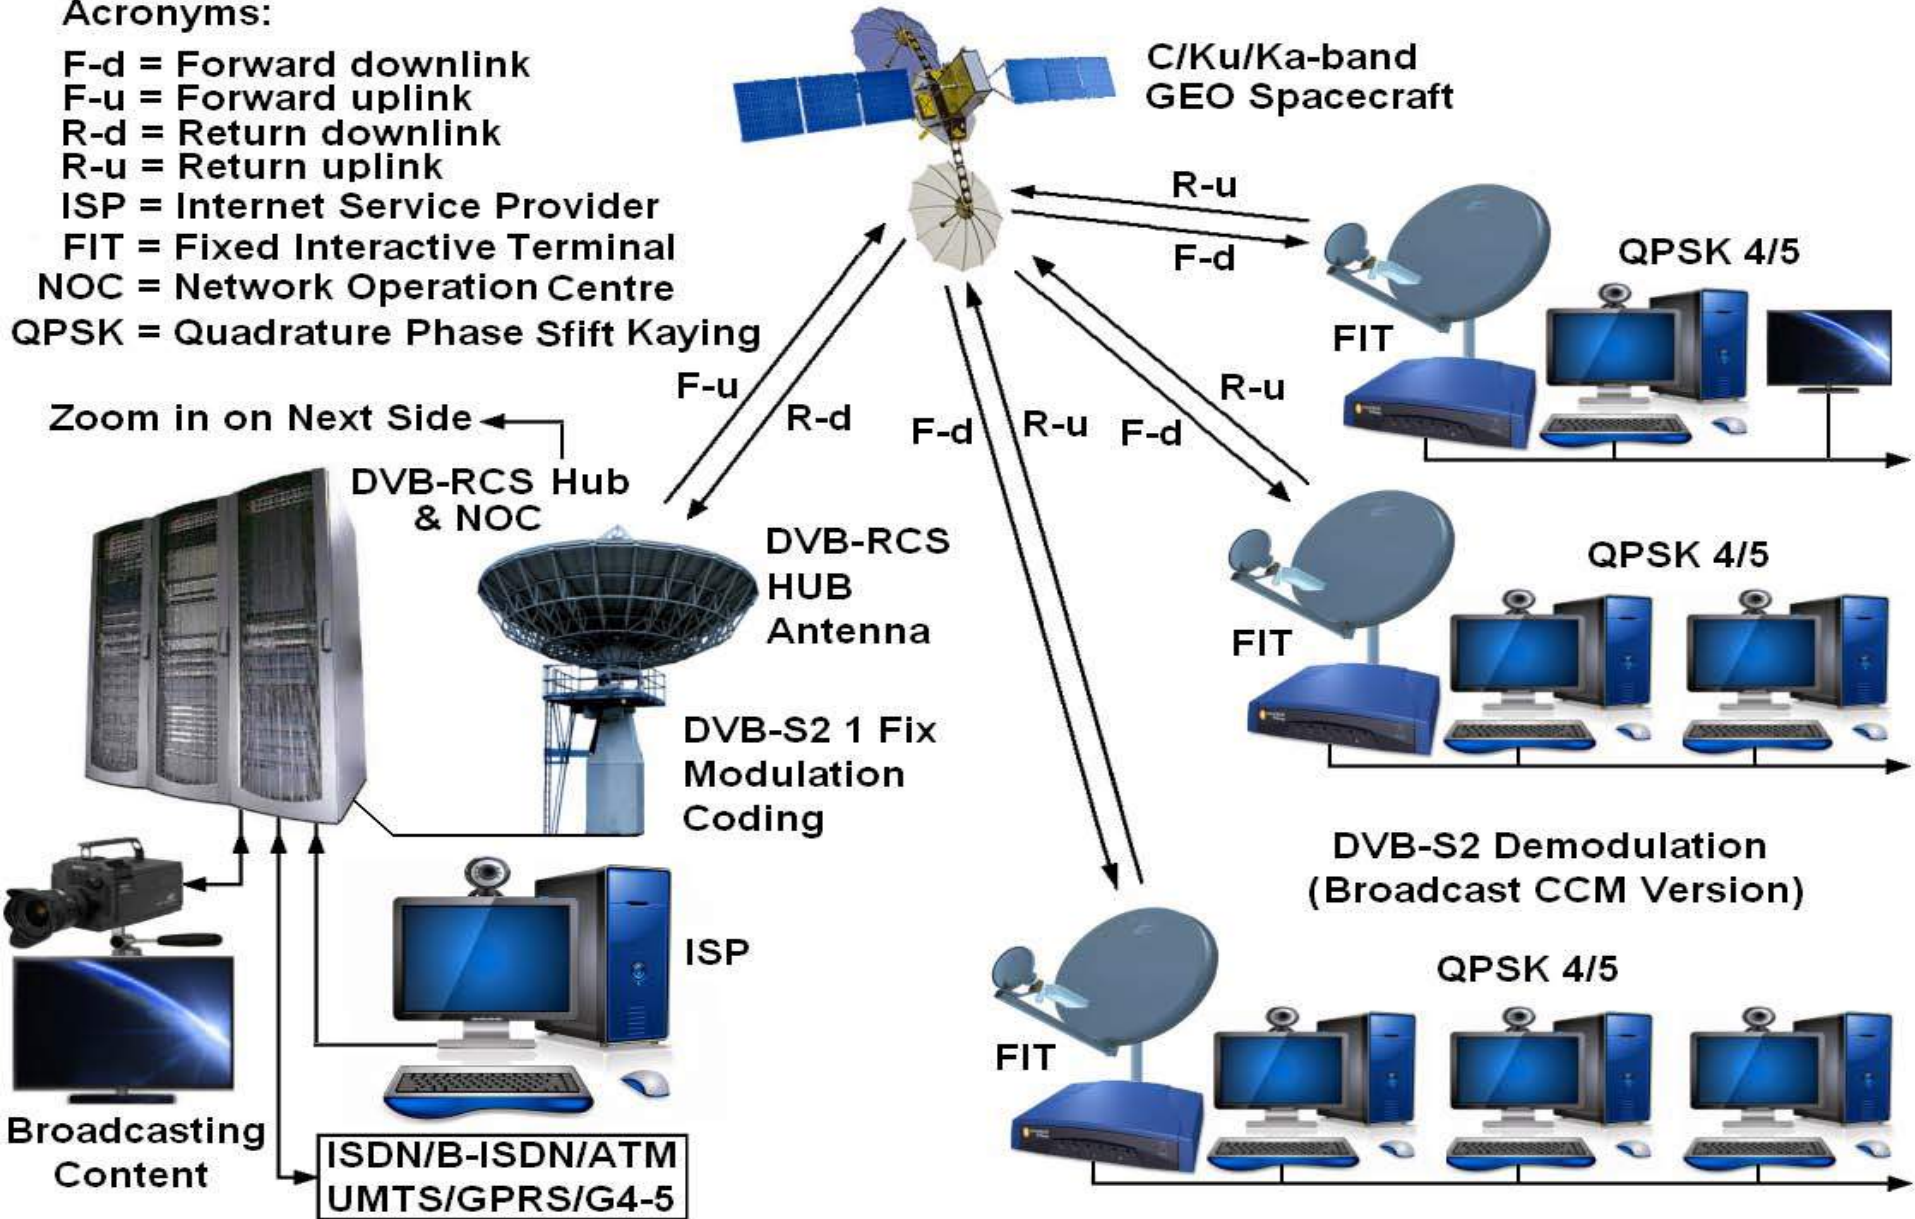 Acronyms:
F-d = Forward downlink
F-u = Forward uplink
R-d = Return downlink
R-u = Return uplink
ISP = Internet Service Provider
FIT = Fixed Interactive Terminal
NOC = Network Operation Centre
QPSK = Quadrature Phase Sfift Kaying
C/Ku/Ka-band
GEO Spacecraft
R-u
F-d
QPSK 4/5
FIT
F-u
R-d
F-d
R-u
F-d
R-u
Zoom in on Next Side
DVB-RCS Hub
& NOC
DVB-RCS
HUB
Antenna
QPSK 4/5
FIT
DVB-S2 1 Fix
Modulation
Coding
DVB-S2 Demodulation
(Broadcast CCM Version)
ISP
QPSK 4/5
FIT
Broadcasting
Content
ISDN/B-ISDN/ATM
UMTS/GPRS/G4-5